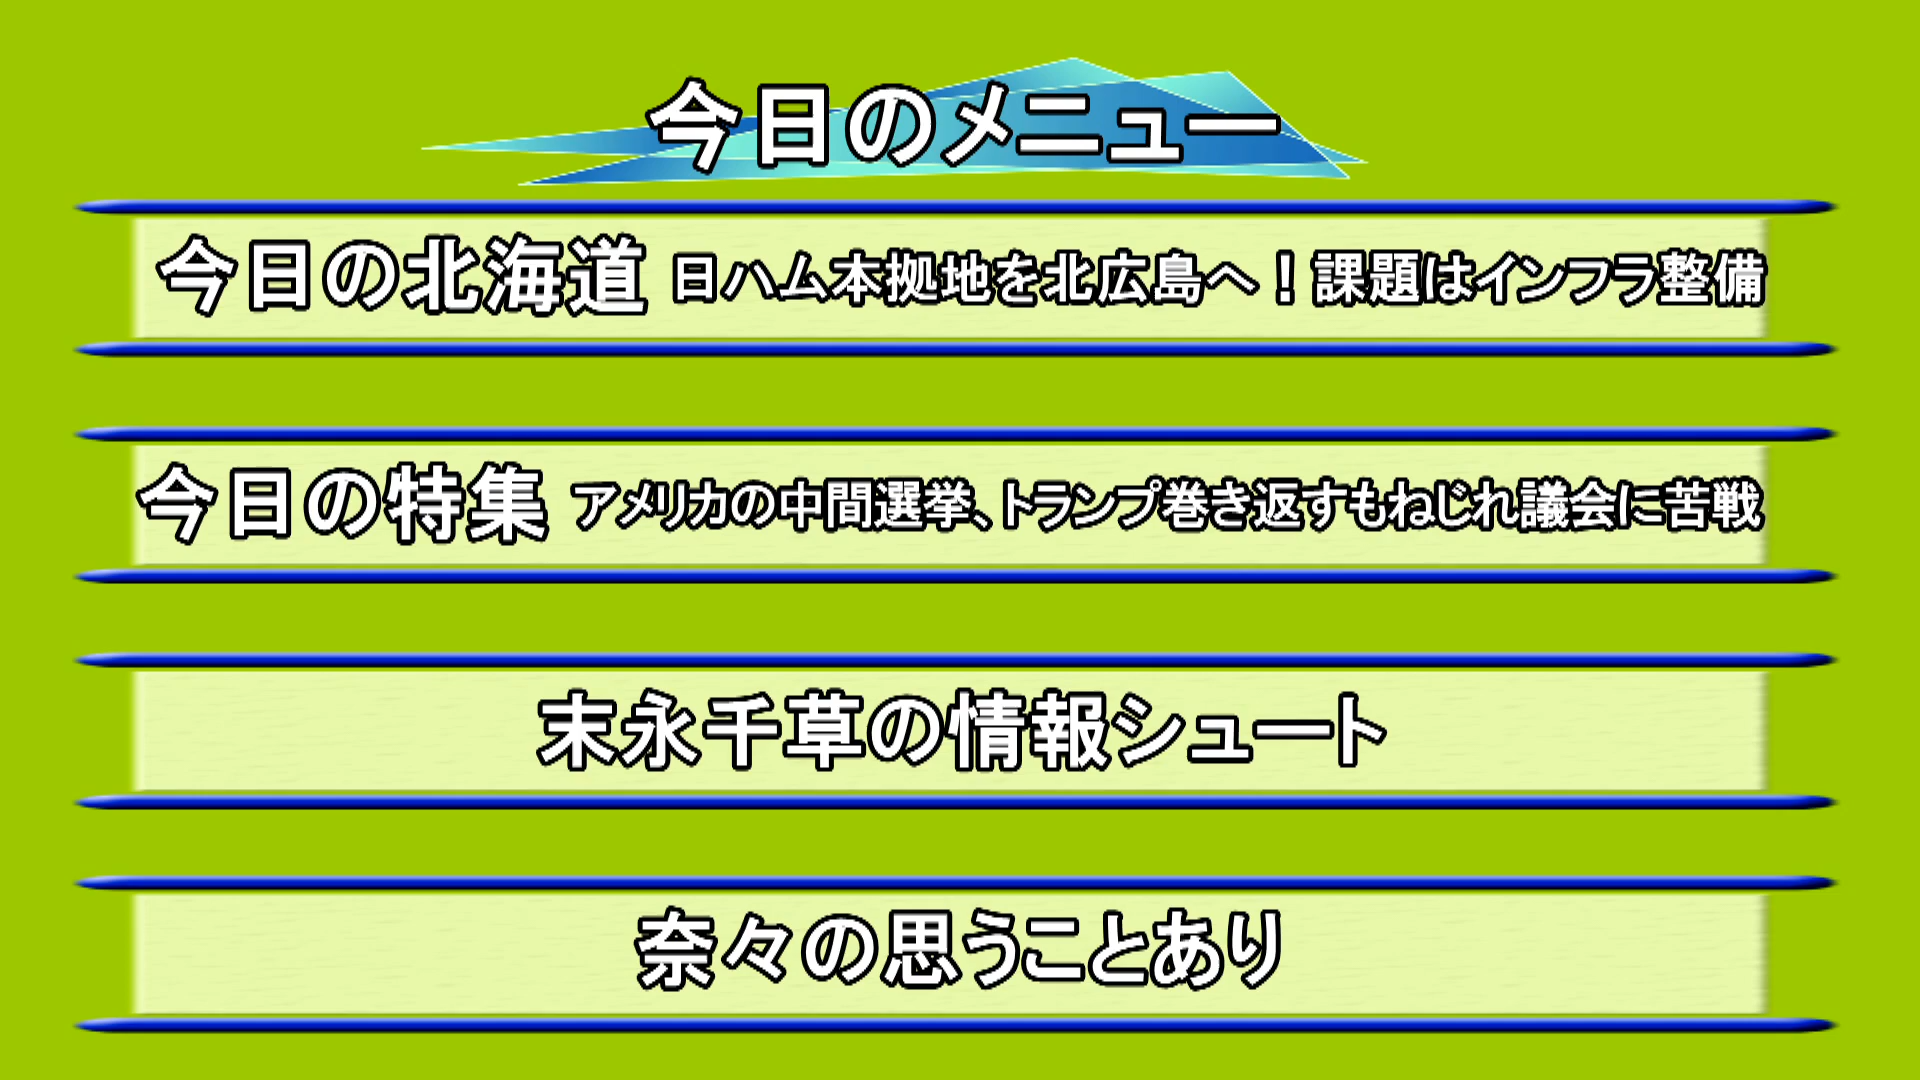 今日のメニュー
今日の北海道 日ハム本拠地を北広島へ！課題はインフラ整備
今日の特集 アメリカの中間選挙、トランプ巻き返すもねじれ議会に苦戦
末永千草の情報シュート
奈々の思うことあり